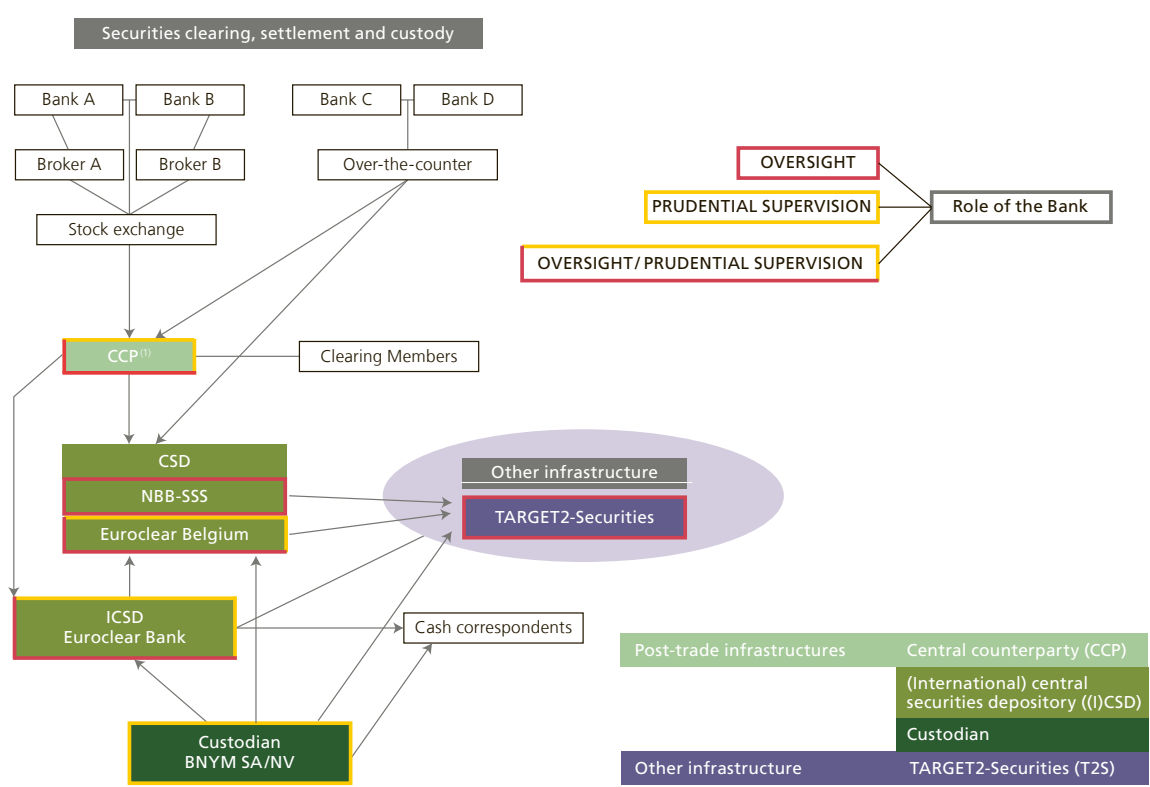 Securities clearing, settlement and custody
Bank A
Bank B
Bank C
Bank D
Broker A
Broker B
Over-the-counter
Stock exchange
OVERSIGHT
PRUDENTIAL SUPERVISION
Role of the Bank
OVERSIGHT / PRUDENTIAL SUPERVISION
CCP (1)
Clearing Members
CSD
NBB-SSS
Euroclear Belgium
Other infrastructure
TARGET2-Securities
ICSD
Euroclear Bank
Cash correspondents
Custodian
BNYM SA/NV
Post-trade infrastructures
Central counterparty (CCP)
(International) central
securities depository ((I)CSD)
Custodian
Other infrastructure
TARGET2-Securities (T2S)